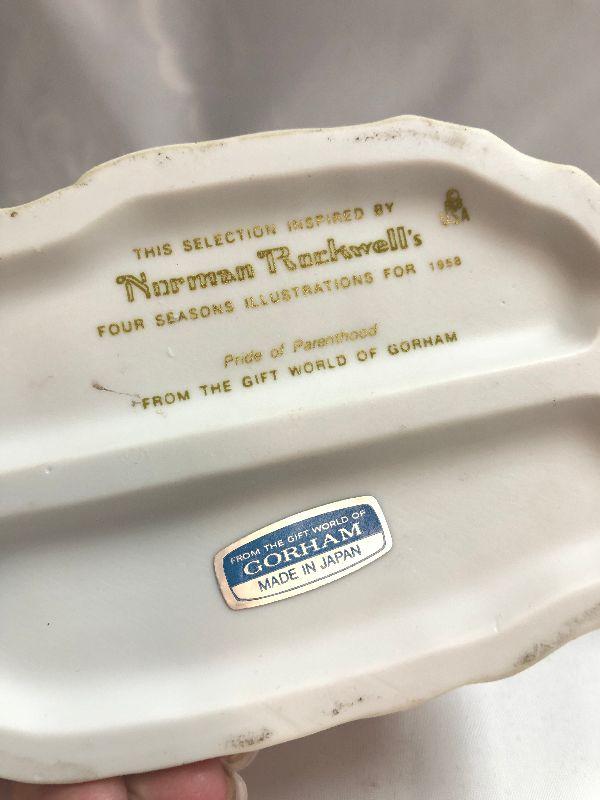 THIS SELECTION INSPIRED BY
Norman Rockwell's
FOUR SEASONS ILLUSTRATIONS FOR 1958
Pride of Parenthood
FROM THE GIFT WORLD OF GORHAM
USA
FROM THE GIFT WORLD OF
GORHAM
MADE IN JAPAN